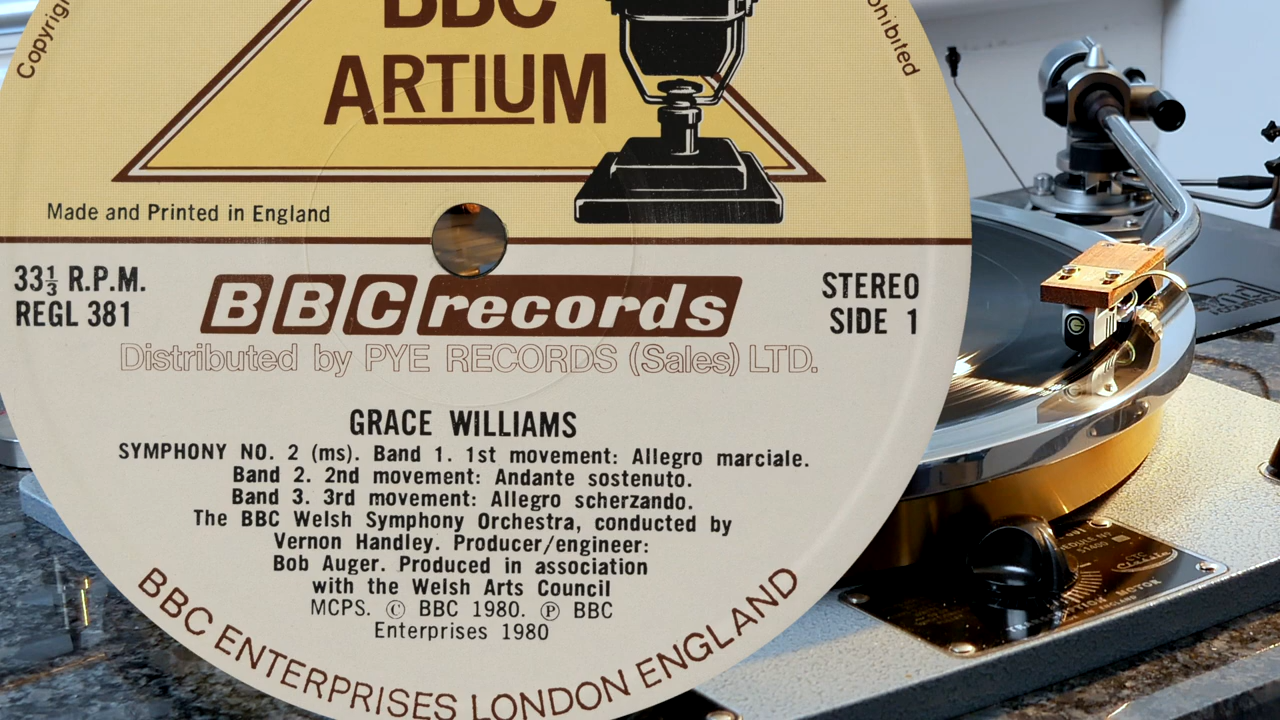 Copyrig
ohibited
BBC
ARTIUM
Made and Printed in England
33⅓ R.P.M.
REGL 381
BBC records
STEREO
SIDE 1
Distributed by PYE RECORDS (Sales) LTD.
GRACE WILLIAMS
SYMPHONY NO. 2 (ms). Band 1. 1st movement: Allegro marciale.
Band 2. 2nd movement: Andante sostenuto.
Band 3. 3rd movement: Allegro scherzando.
The BBC Welsh Symphony Orchestra, conducted by
Vernon Handley. Producer/engineer:
Bob Auger. Produced in association
with the Welsh Arts Council
MCPS. © BBC 1980. ℗ BBC
Enterprises 1980
BBC ENTERPRISES LONDON ENGLAND
MOTOR